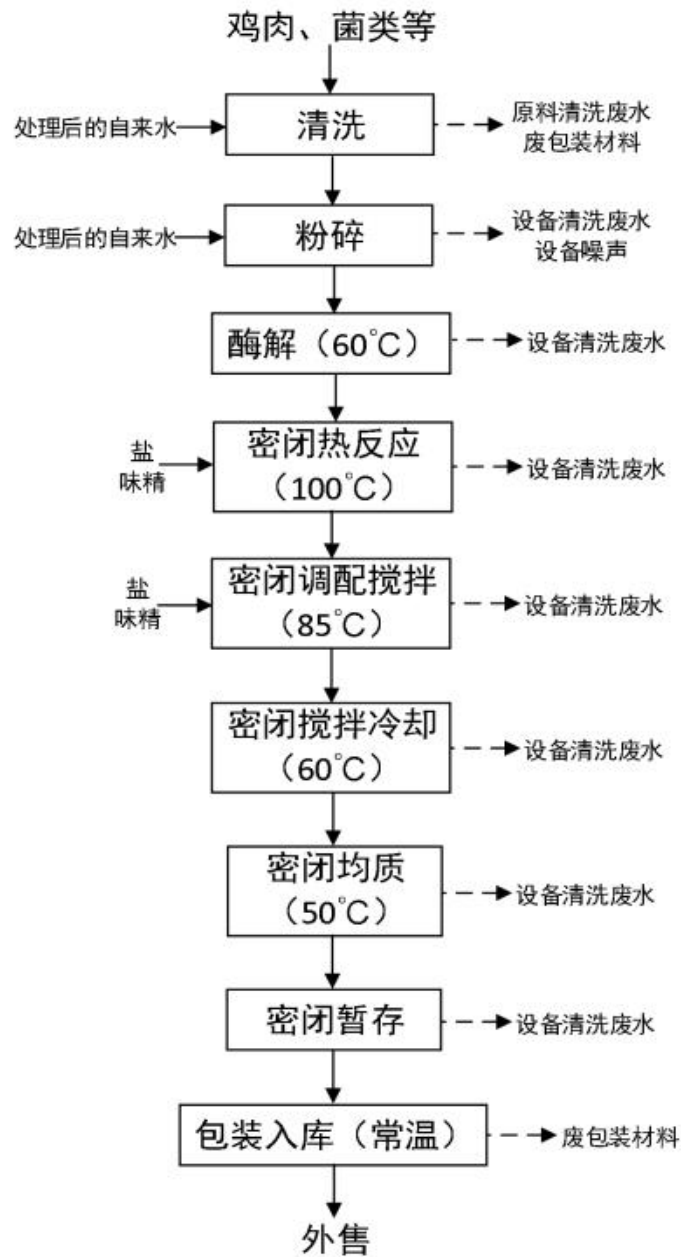 鸡肉、菌类等
处理后的自来水
清洗
原料清洗废水
废包装材料
处理后的自来水
粉碎
设备清洗废水
设备噪声
酶解（60℃）
设备清洗废水
盐
味精
密闭热反应
（100℃）
设备清洗废水
盐
味精
密闭调配搅拌
（85℃）
设备清洗废水
密闭搅拌冷却
（60℃）
设备清洗废水
密闭均质
（50℃）
设备清洗废水
密闭暂存
设备清洗废水
包装入库（常温）
废包装材料
外售